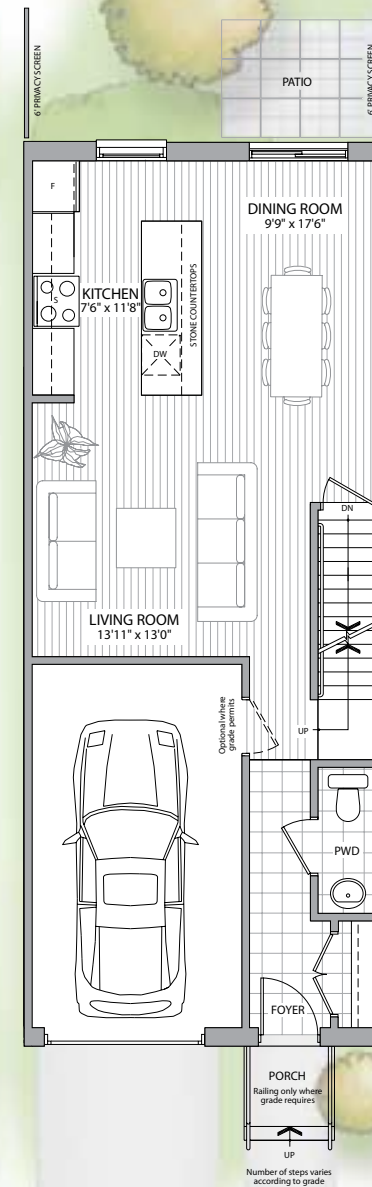 6' PRIVACY SCREEN
PATIO
6' PRIVACY SCREEN
F
DINING ROOM
9'9" x 17'6"
KITCHEN
7'6" x 11'8"
S
STONE COUNTERTOPS
DW
DN
LIVING ROOM
13'11" x 13'0"
Optional where
grade permits
UP
PWD
FOYER
PORCH
Railing only where
grade requires
UP
Number of steps varies
according to grade